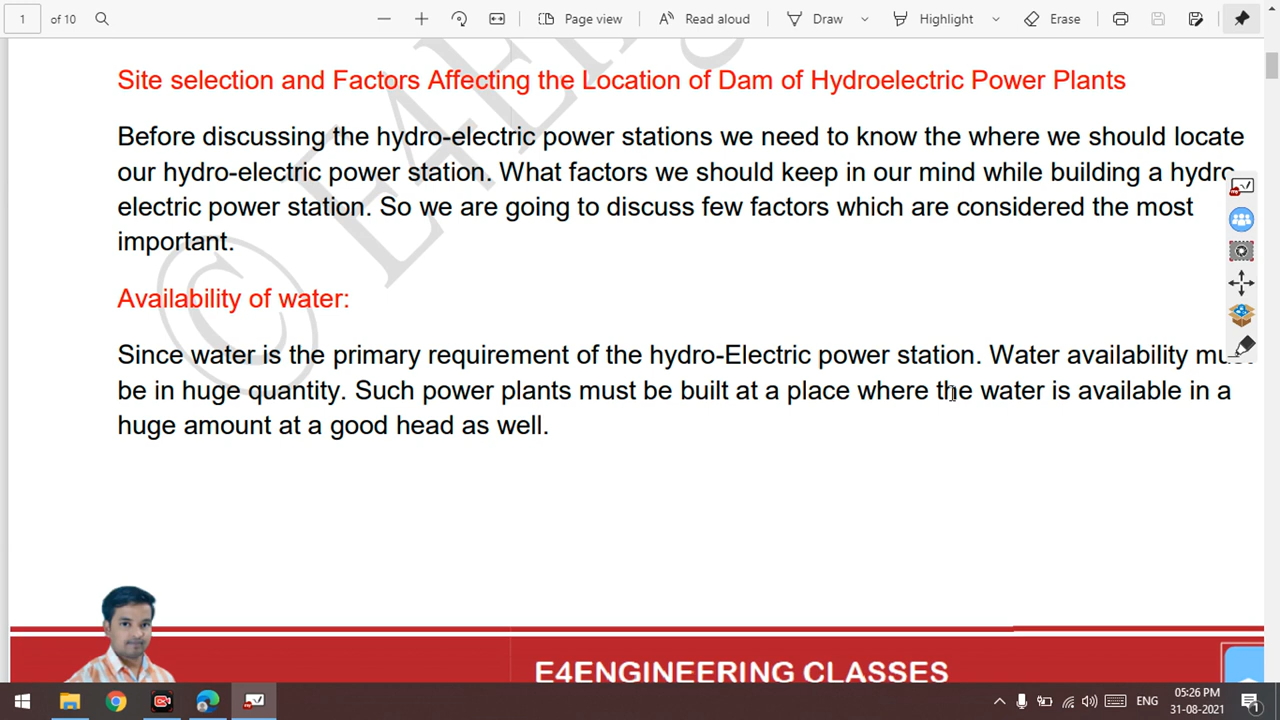 1 of 10 Page view Read aloud Draw Highlight Erase
Site selection and Factors Affecting the Location of Dam of Hydroelectric Power Plants
Before discussing the hydro-electric power stations we need to know the where we should locate
our hydro-electric power station. What factors we should keep in our mind while building a hydro
electric power station. So we are going to discuss few factors which are considered the most
important.
Availability of water:
Since water is the primary requirement of the hydro-Electric power station. Water availability must
be in huge quantity. Such power plants must be built at a place where the water is available in a
huge amount at a good head as well.
E4ENGINEERING CLASSES
ENG
05:26 PM
31-08-2021